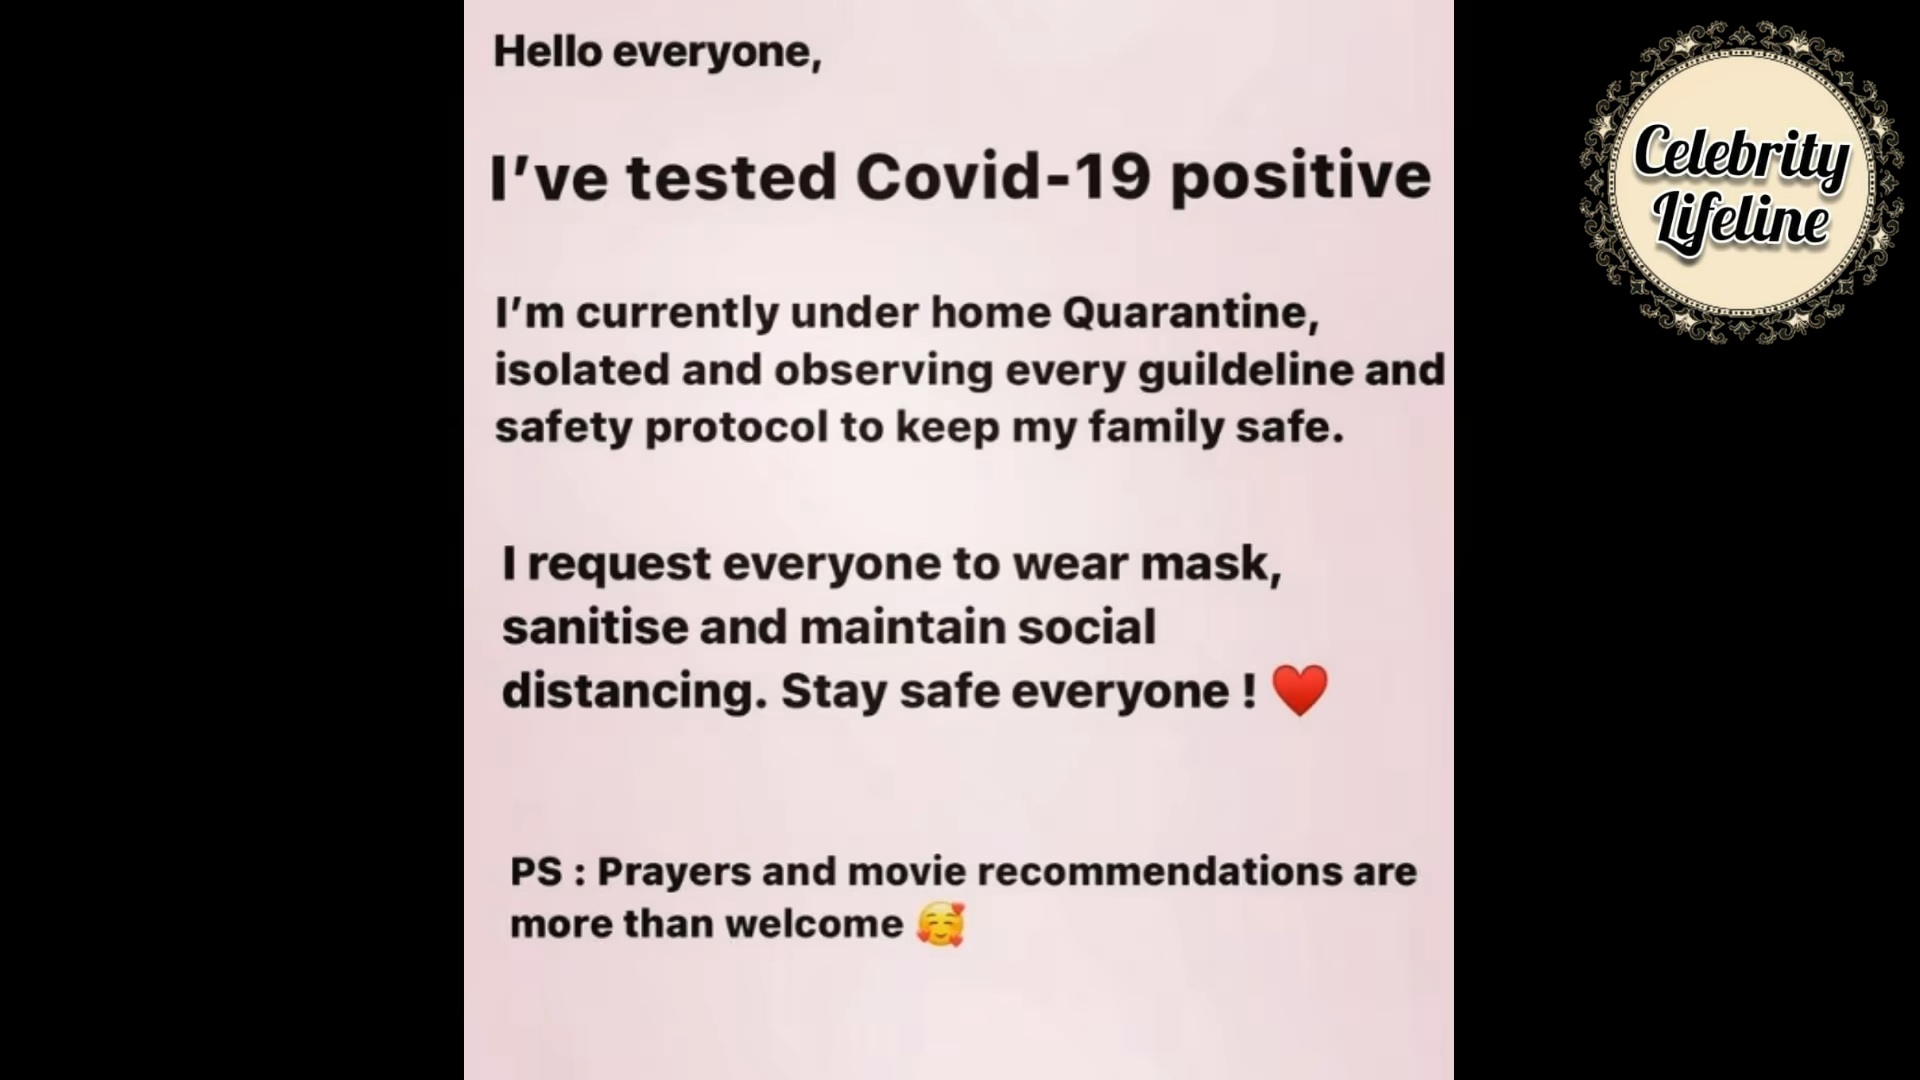 Hello everyone,
I’ve tested Covid-19 positive
I’m currently under home Quarantine,
isolated and observing every guildeline and
safety protocol to keep my family safe.
I request everyone to wear mask,
sanitise and maintain social
distancing. Stay safe everyone ! ❤️
PS : Prayers and movie recommendations are
more than welcome 🥰
Celebrity
Lifeline